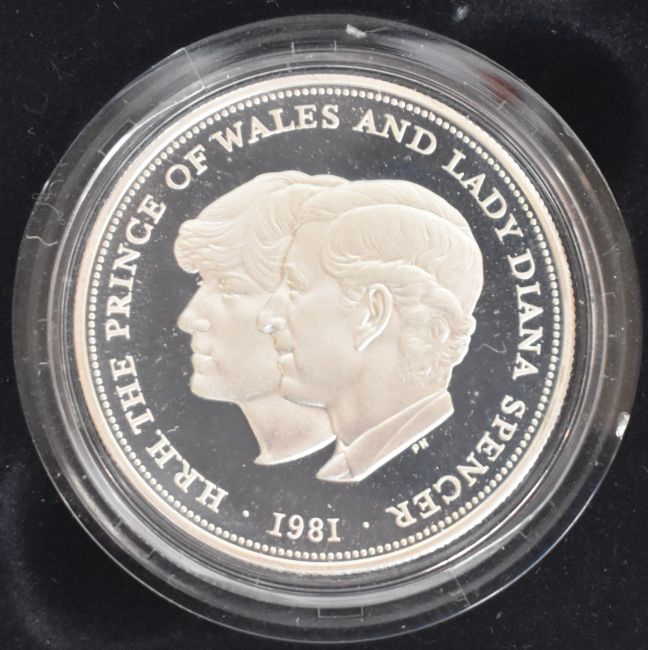 H.R.H. THE PRINCE OF WALES AND LADY DIANA SPENCER
· 1981 ·
PN